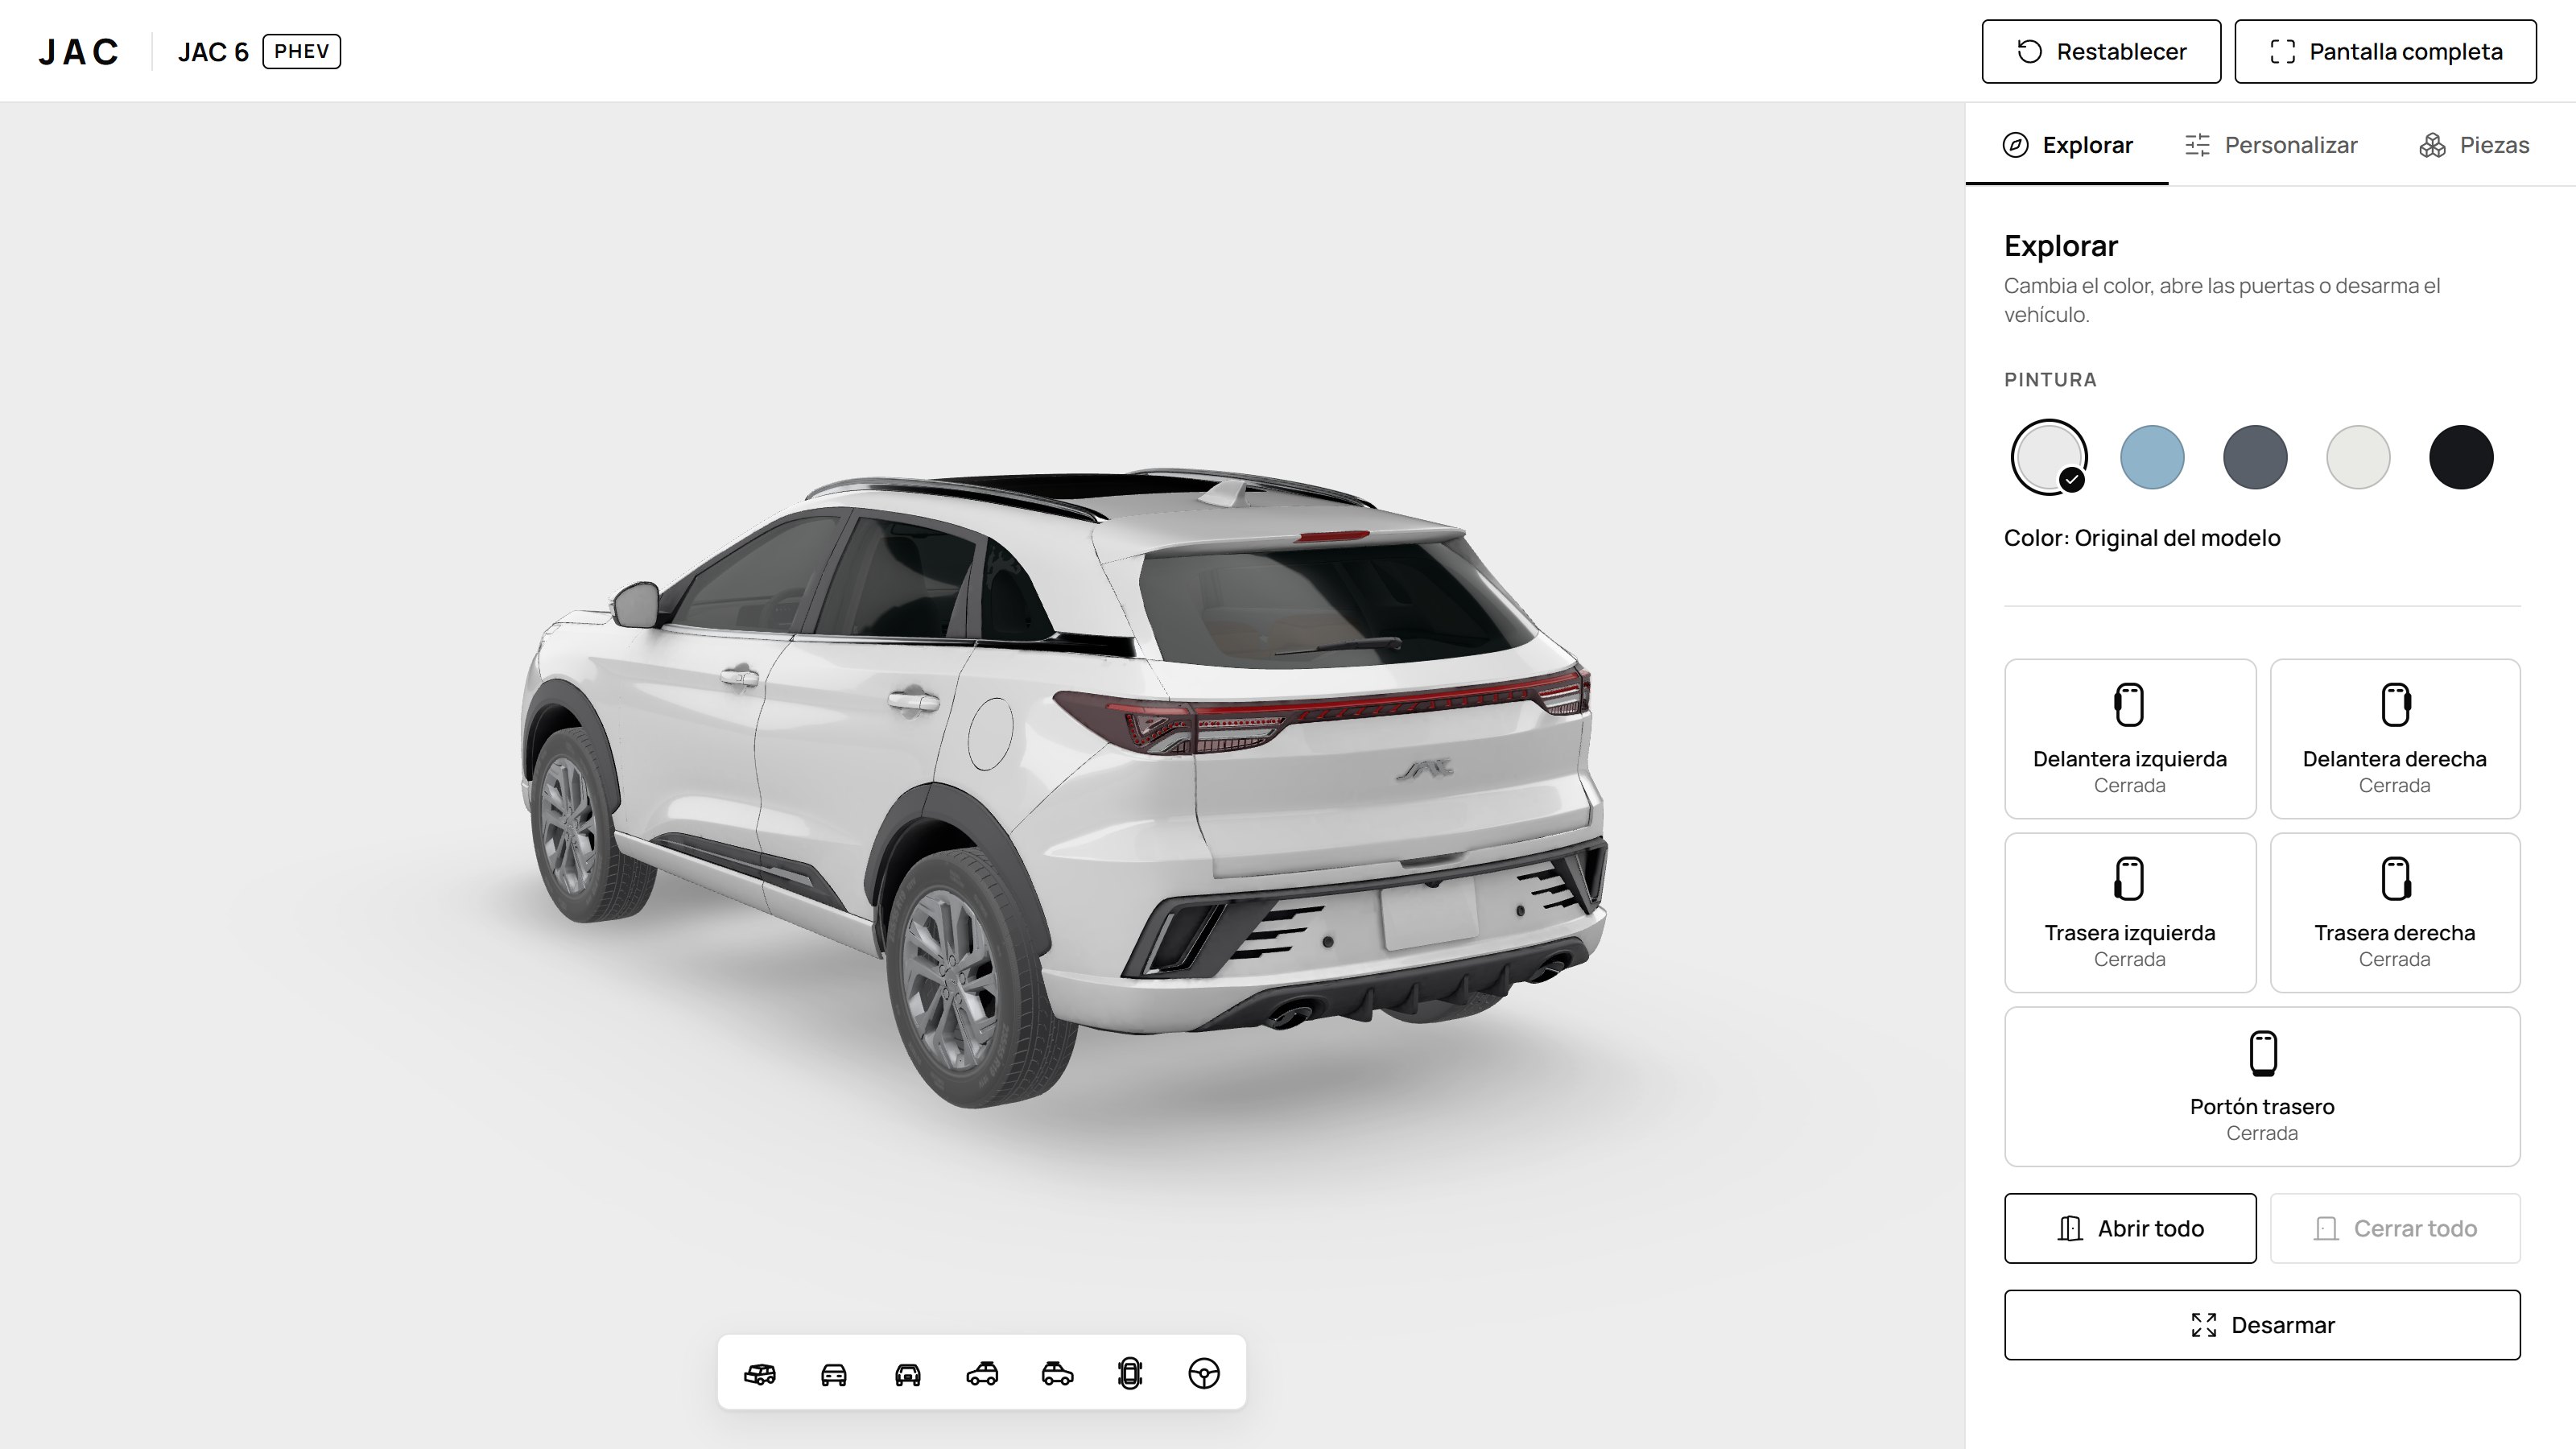 JAC
JAC 6 PHEV
Restablecer
Pantalla completa
Explorar
Personalizar
Piezas
Explorar
Cambia el color, abre las puertas o desarma el
vehículo.
PINTURA
Color: Original del modelo
JAC
Delantera izquierda
Cerrada
Delantera derecha
Cerrada
Trasera izquierda
Cerrada
Trasera derecha
Cerrada
Portón trasero
Cerrada
Abrir todo
Cerrar todo
Desarmar